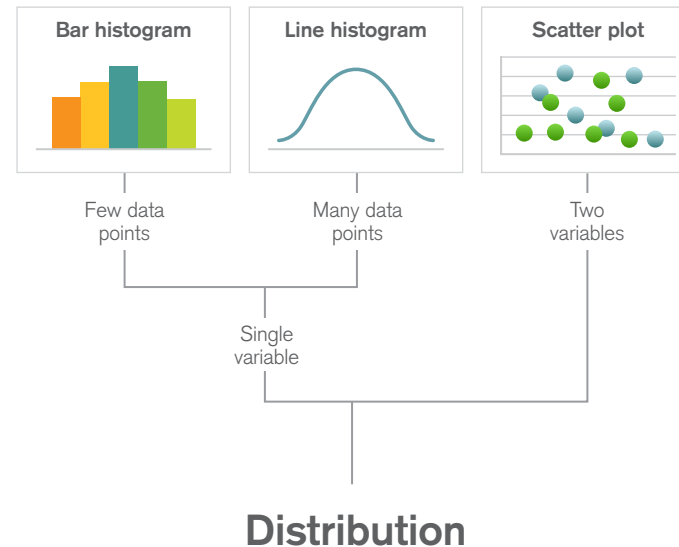 Bar histogram
Line histogram
Scatter plot
Few data
points
Many data
points
Two
variables
Single
variable
Distribution